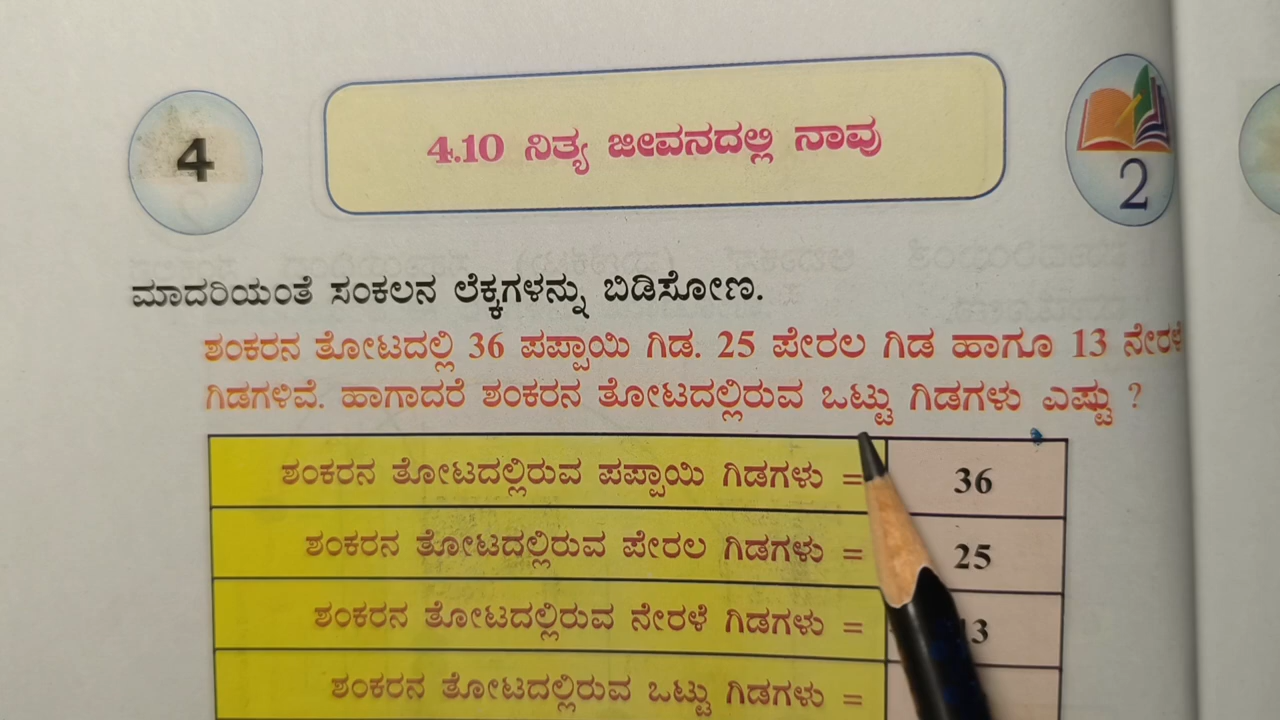 4
4.10 ನಿತ್ಯ ಜೀವನದಲ್ಲಿ ನಾವು
2
ಮಾದರಿಯಂತೆ ಸಂಕಲನ ಲೆಕ್ಕಗಳನ್ನು ಬಿಡಿಸೋಣ.
ಶಂಕರನ ತೋಟದಲ್ಲಿ 36 ಪಪ್ಪಾಯಿ ಗಿಡ. 25 ಪೇರಲ ಗಿಡ ಹಾಗೂ 13 ನೇರಳೆ
ಗಿಡಗಳಿವೆ. ಹಾಗಾದರೆ ಶಂಕರನ ತೋಟದಲ್ಲಿರುವ ಒಟ್ಟು ಗಿಡಗಳು ಎಷ್ಟು ?
ಶಂಕರನ ತೋಟದಲ್ಲಿರುವ ಪಪ್ಪಾಯಿ ಗಿಡಗಳು = 36
ಶಂಕರನ ತೋಟದಲ್ಲಿರುವ ಪೇರಲ ಗಿಡಗಳು = 25
ಶಂಕರನ ತೋಟದಲ್ಲಿರುವ ನೇರಳೆ ಗಿಡಗಳು = 13
ಶಂಕರನ ತೋಟದಲ್ಲಿರುವ ಒಟ್ಟು ಗಿಡಗಳು =